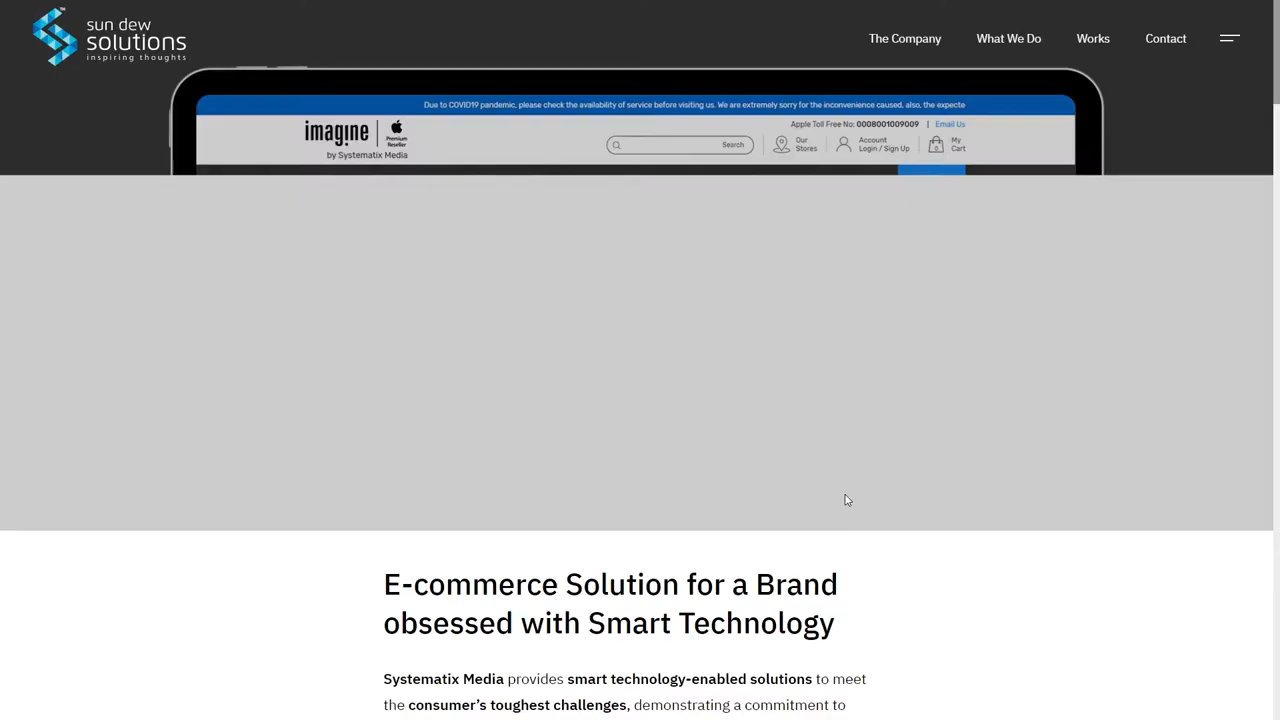 sun dew
solutions
inspiring thoughts
The Company
What We Do
Works
Contact
Due to COVID19 pandemic, please check the availability of service before visiting us. We are extremely sorry for the inconvenience caused, also, the expecte
imagine
Premium
Reseller
by Systematix Media
Apple Toll Free No: 0008001009009 | Email Us
Search
Our
Stores
Account
Login / Sign Up
My
Cart
0
E-commerce Solution for a Brand
obsessed with Smart Technology
Systematix Media provides smart technology-enabled solutions to meet
the consumer’s toughest challenges, demonstrating a commitment to